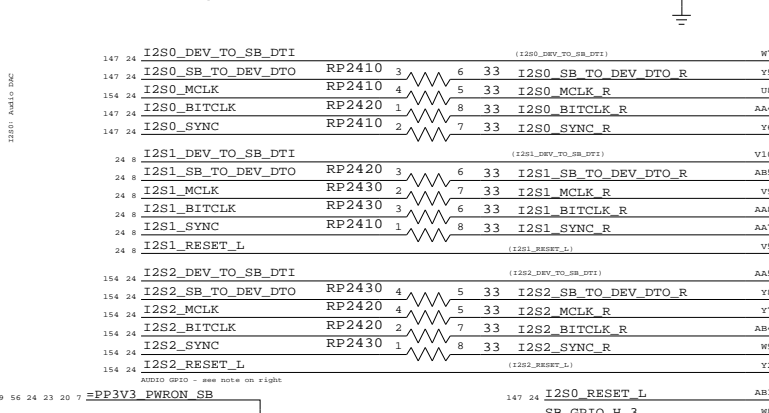 I2S0: Audio DAC
147 24 I2S0_DEV_TO_SB_DTI (I2S0_DEV_TO_SB_DTI)
147 24 I2S0_SB_TO_DEV_DTO RP2410 3 6 33 I2S0_SB_TO_DEV_DTO_R
154 24 I2S0_MCLK RP2410 4 5 33 I2S0_MCLK_R
147 24 I2S0_BITCLK RP2420 1 8 33 I2S0_BITCLK_R
147 24 I2S0_SYNC RP2410 2 7 33 I2S0_SYNC_R
24 8 I2S1_DEV_TO_SB_DTI (I2S1_DEV_TO_SB_DTI)
24 8 I2S1_SB_TO_DEV_DTO RP2420 3 6 33 I2S1_SB_TO_DEV_DTO_R
24 8 I2S1_MCLK RP2430 2 7 33 I2S1_MCLK_R
24 8 I2S1_BITCLK RP2430 3 6 33 I2S1_BITCLK_R
24 8 I2S1_SYNC RP2410 1 8 33 I2S1_SYNC_R
24 8 I2S1_RESET_L (I2S1_RESET_L)
154 24 I2S2_DEV_TO_SB_DTI (I2S2_DEV_TO_SB_DTI)
154 24 I2S2_SB_TO_DEV_DTO RP2430 4 5 33 I2S2_SB_TO_DEV_DTO_R
154 24 I2S2_MCLK RP2420 4 5 33 I2S2_MCLK_R
154 24 I2S2_BITCLK RP2420 2 7 33 I2S2_BITCLK_R
154 24 I2S2_SYNC RP2430 1 8 33 I2S2_SYNC_R
154 24 I2S2_RESET_L (I2S2_RESET_L)
AUDIO GPIO - see note on right
56 24 23 20 7 =PP3V3_PWRON_SB 147 24 I2S0_RESET_L
SB_GPIO_H_3